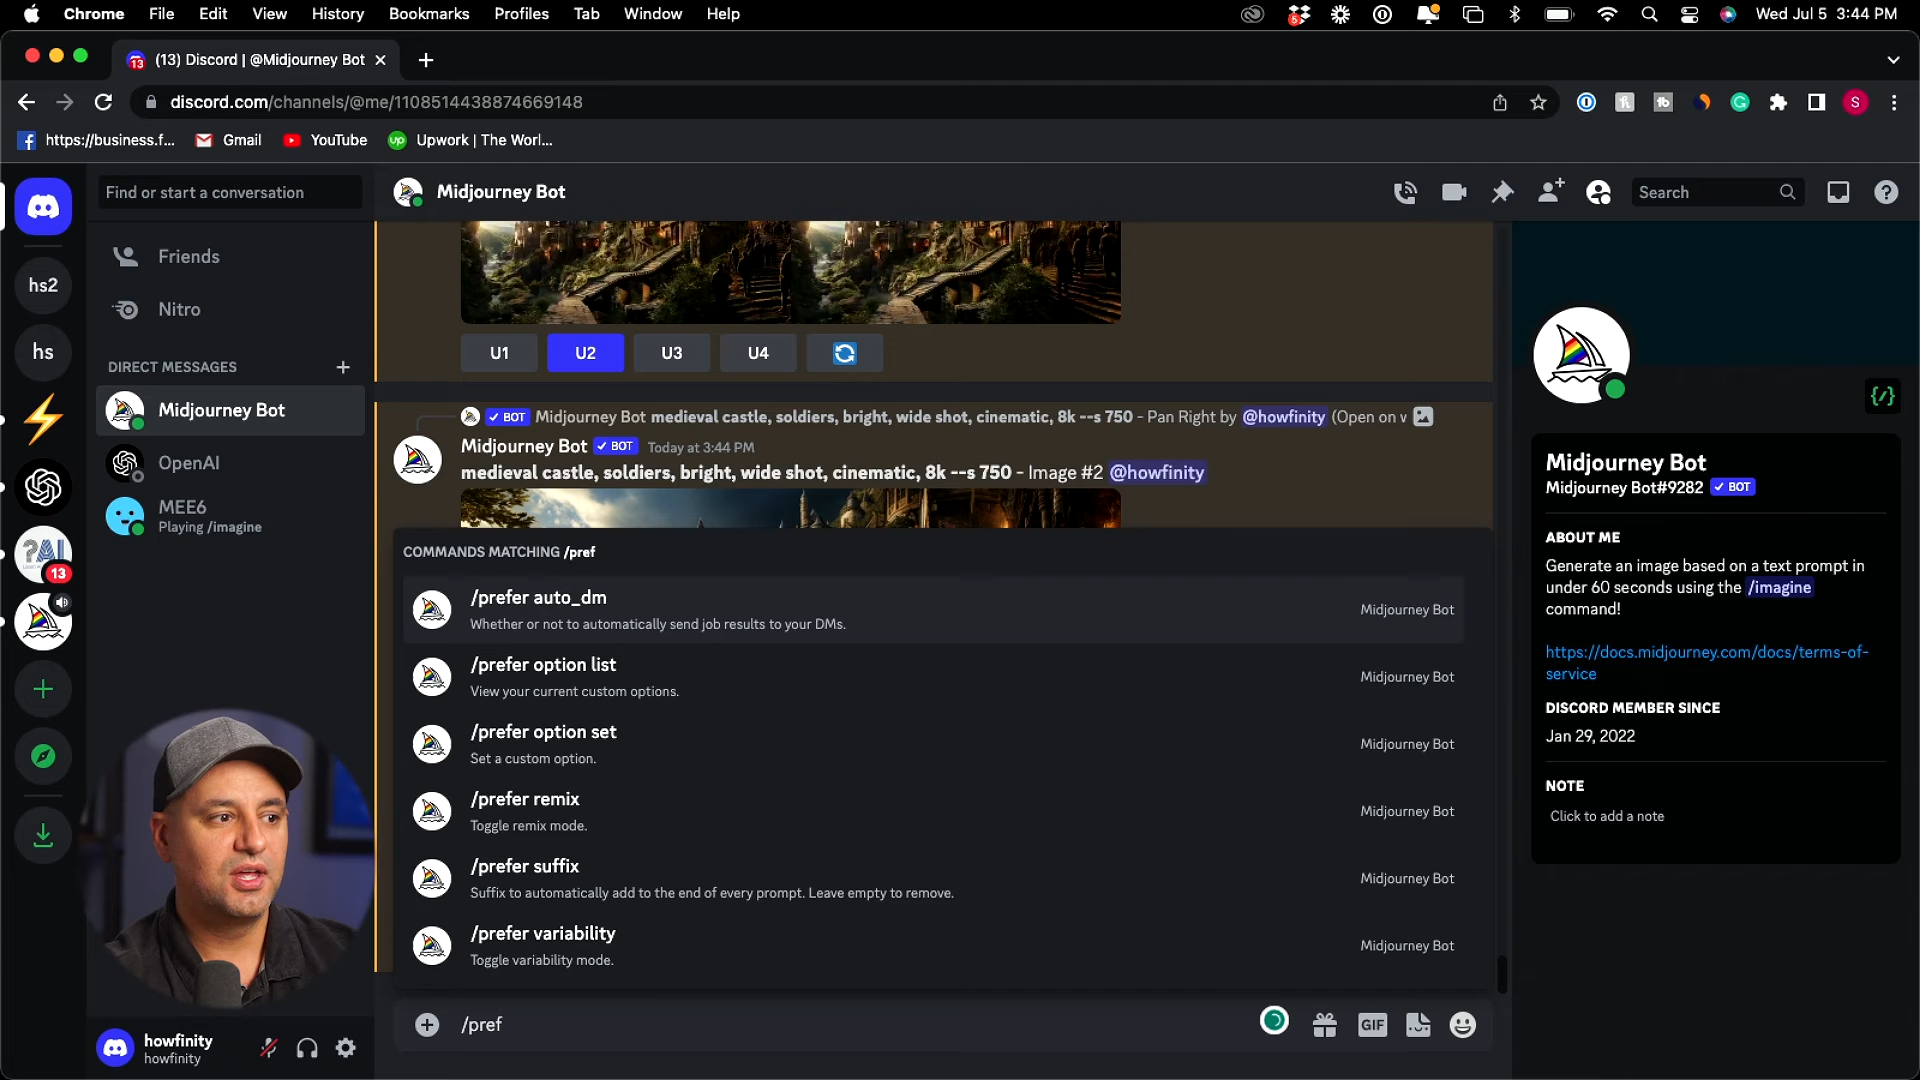 Chrome File Edit View History Bookmarks Profiles Tab Window Help
5
Wed Jul 5 3:44 PM
13
(13) Discord | @Midjourney Bot
discord.com/channels/@me/1108514438874669148
S
https://business.f... Gmail YouTube Upwork | The Worl...
up
Find or start a conversation
Midjourney Bot
Search
hs2
Friends
hs
Nitro
DIRECT MESSAGES
Midjourney Bot
OpenAI
MEE6
Playing /imagine
?AI
13
U1 U2 U3 U4
BOT Midjourney Bot medieval castle, soldiers, bright, wide shot, cinematic, 8k --s 750 - Pan Right by @howfinity (Open on w
Midjourney Bot BOT Today at 3:44 PM
medieval castle, soldiers, bright, wide shot, cinematic, 8k --s 750 - Image #2 @howfinity
COMMANDS MATCHING /pref
/prefer auto_dm
Whether or not to automatically send job results to your DMs.
Midjourney Bot
/prefer option list
View your current custom options.
Midjourney Bot
/prefer option set
Set a custom option.
Midjourney Bot
/prefer remix
Toggle remix mode.
Midjourney Bot
/prefer suffix
Suffix to automatically add to the end of every prompt. Leave empty to remove.
Midjourney Bot
/prefer variability
Toggle variability mode.
Midjourney Bot
/pref
GIF
howfinity
howfinity
Midjourney Bot
Midjourney Bot#9282 BOT
ABOUT ME
Generate an image based on a text prompt in
under 60 seconds using the /imagine
command!
https://docs.midjourney.com/docs/terms-of-
service
DISCORD MEMBER SINCE
Jan 29, 2022
NOTE
Click to add a note